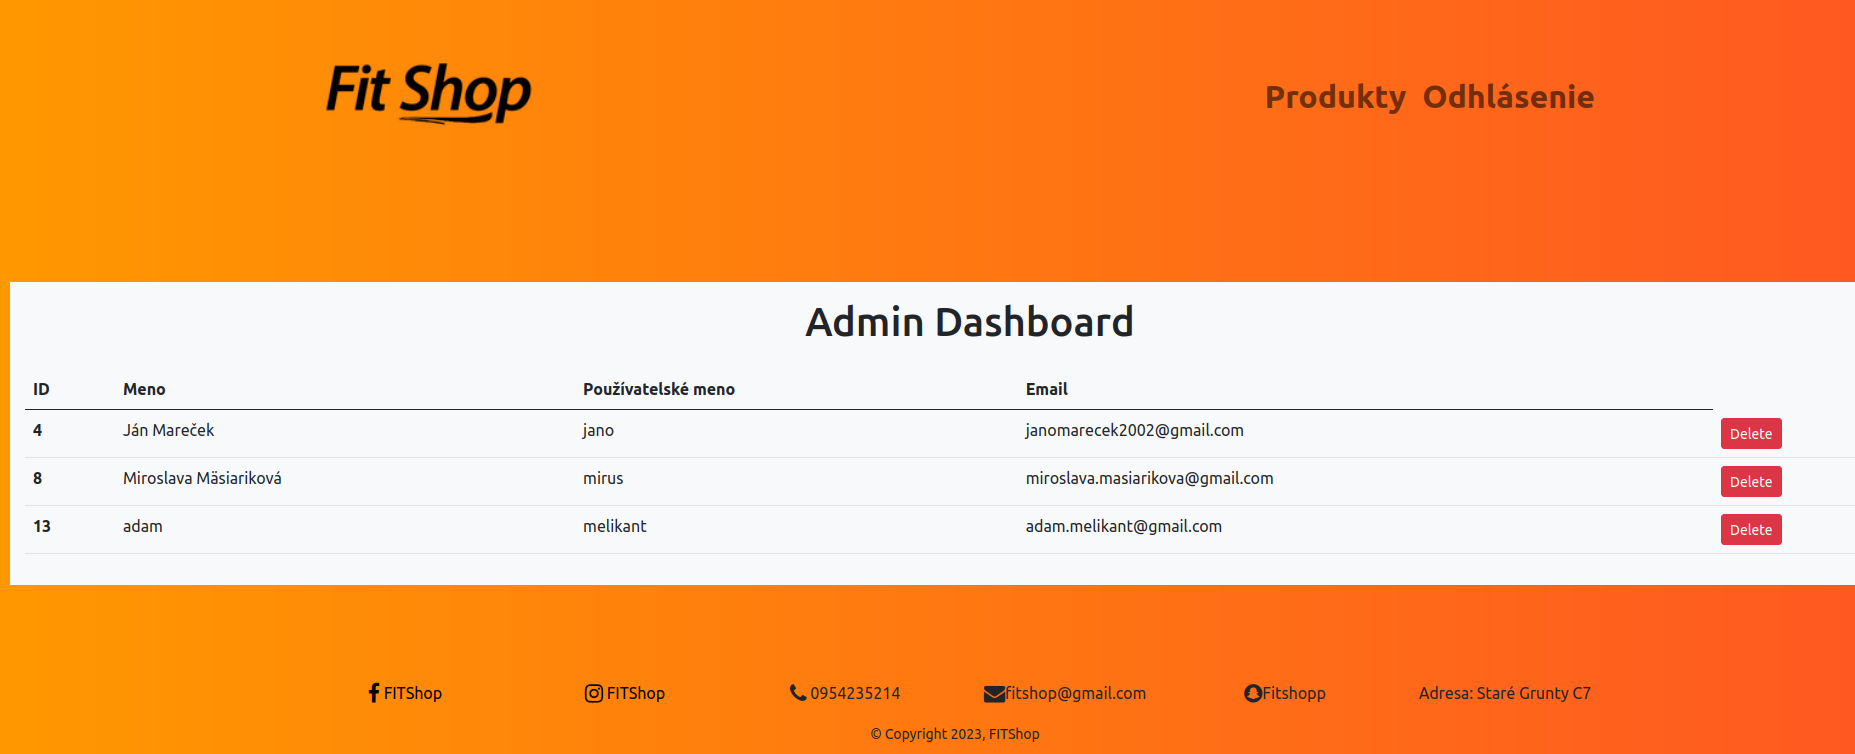 Fit Shop
Produkty Odhlásenie
Admin Dashboard
ID Meno Používatelské meno Email
4 Ján Mareček jano janomarecek2002@gmail.com Delete
8 Miroslava Mäsiariková mirus miroslava.masiarikova@gmail.com Delete
13 adam melikant adam.melikant@gmail.com Delete
FITShop FITShop 0954235214 fitshop@gmail.com Fitshopp Adresa: Staré Grunty C7
© Copyright 2023, FITShop